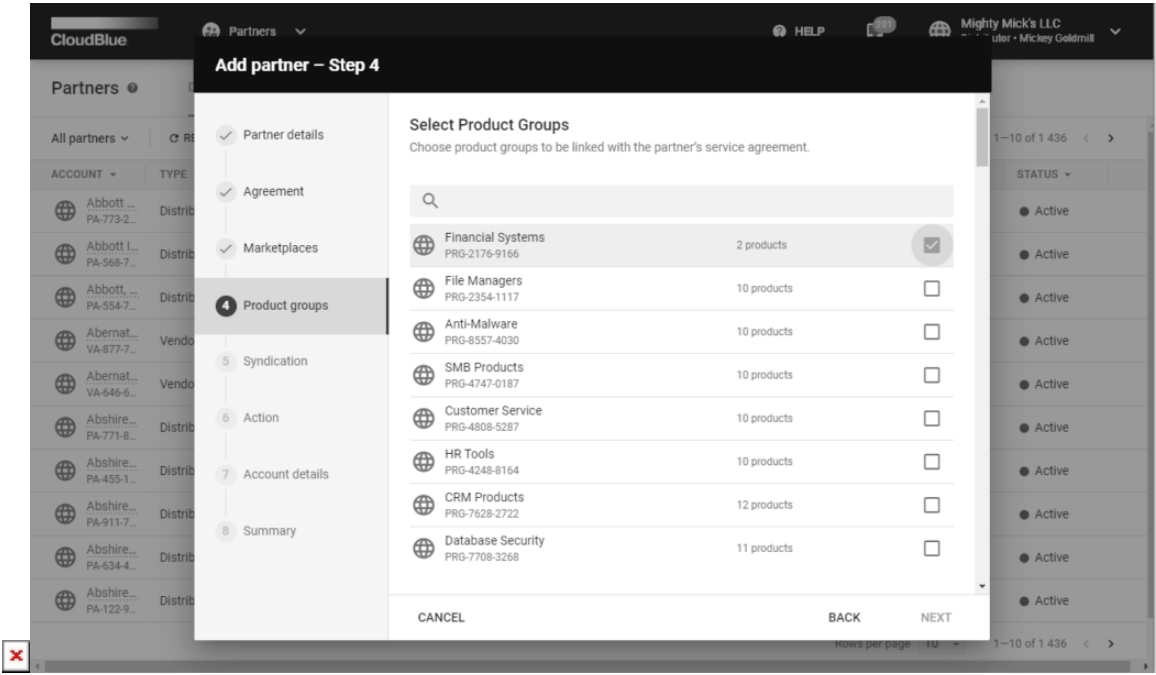 CloudBlue
Partners
HELP
201
Mighty Mick's LLC
Distributor • Mickey Goldmill
Add partner – Step 4
Partners
All partners
1–10 of 1 436
ACCOUNT
TYPE
STATUS
Abbott ...
PA-773-2...
Distrib
Active
Abbott I...
PA-568-7...
Distrib
Active
Abbott, ...
PA-554-7...
Distrib
Active
Abernat...
VA-877-7...
Vendo
Active
Abernat...
VA-646-6...
Vendo
Active
Abshire...
PA-771-8...
Distrib
Active
Abshire...
PA-455-1...
Distrib
Active
Abshire...
PA-911-7...
Distrib
Active
Abshire...
PA-634-4...
Distrib
Active
Abshire...
PA-122-9...
Distrib
Active
Partner details
Agreement
Marketplaces
4 Product groups
5 Syndication
6 Action
7 Account details
8 Summary
Select Product Groups
Choose product groups to be linked with the partner's service agreement.
Financial Systems
PRG-2176-9166
2 products
File Managers
PRG-2354-1117
10 products
Anti-Malware
PRG-8557-4030
10 products
SMB Products
PRG-4747-0187
10 products
Customer Service
PRG-4808-5287
10 products
HR Tools
PRG-4248-8164
10 products
CRM Products
PRG-7628-2722
12 products
Database Security
PRG-7708-3268
11 products
CANCEL
BACK
NEXT
Rows per page 10
1–10 of 1 436